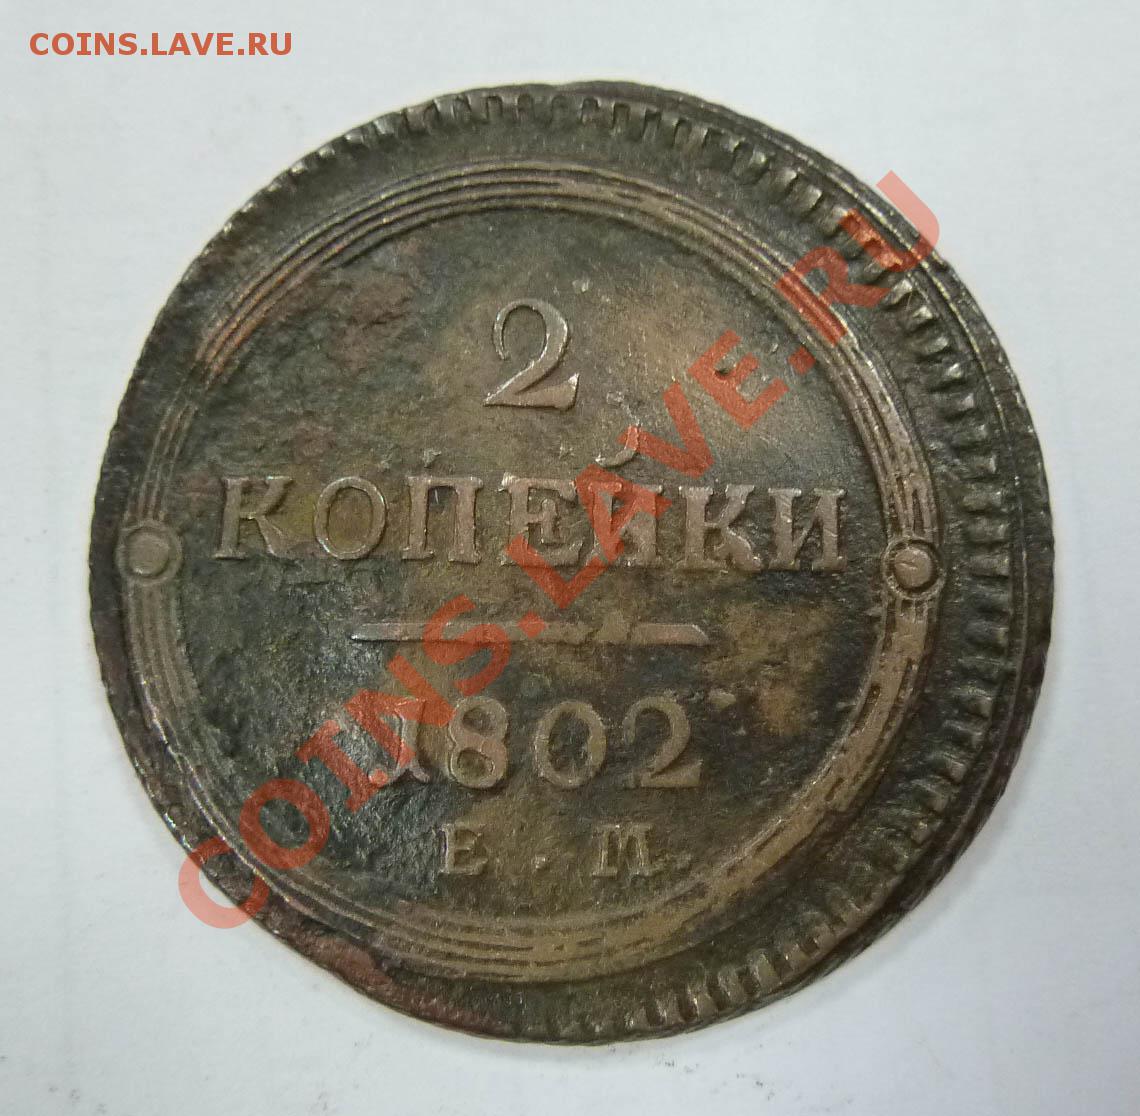 COINS.LAVE.RU
2
КОПЕЙКИ
1802
Е . М .
COINS.LAVE.RU